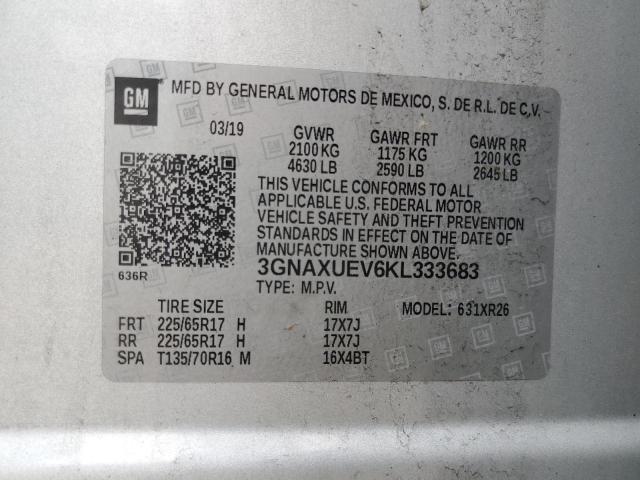 GM
MFD BY GENERAL MOTORS DE MEXICO, S. DE R.L. DE C.V.
03/19 GVWR GAWR FRT GAWR RR
2100 KG 1175 KG 1200 KG
4630 LB 2590 LB 2645 LB
THIS VEHICLE CONFORMS TO ALL
APPLICABLE U.S. FEDERAL MOTOR
VEHICLE SAFETY AND THEFT PREVENTION
STANDARDS IN EFFECT ON THE DATE OF
MANUFACTURE SHOWN ABOVE.
636R
3GNAXUEV6KL333683
TYPE: M.P.V.
TIRE SIZE RIM MODEL: 631XR26
FRT 225/65R17 H 17X7J
RR 225/65R17 H 17X7J
SPA T135/70R16 M 16X4BT